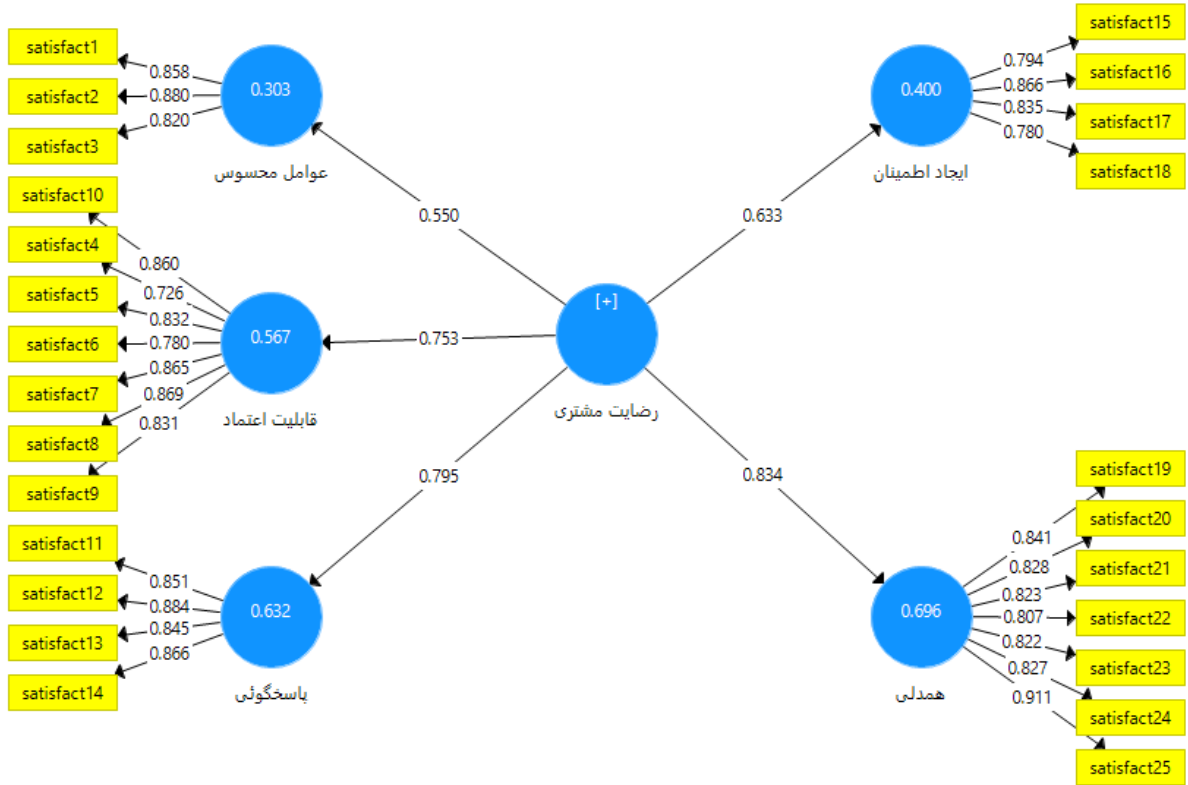 satisfact1
satisfact2
satisfact3
0.858
0.880
0.820
0.303
عوامل محسوس
satisfact10
satisfact4
satisfact5
satisfact6
satisfact7
satisfact8
satisfact9
0.860
0.726
0.832
0.780
0.865
0.869
0.831
0.567
قابلیت اعتماد
satisfact11
satisfact12
satisfact13
satisfact14
0.851
0.884
0.845
0.866
0.632
پاسخگوئی
0.550
0.753
0.795
[+]
رضایت مشتری
0.633
0.834
0.400
ایجاد اطمینان
0.794
0.866
0.835
0.780
satisfact15
satisfact16
satisfact17
satisfact18
0.696
همدلی
0.841
0.828
0.823
0.807
0.822
0.827
0.911
satisfact19
satisfact20
satisfact21
satisfact22
satisfact23
satisfact24
satisfact25